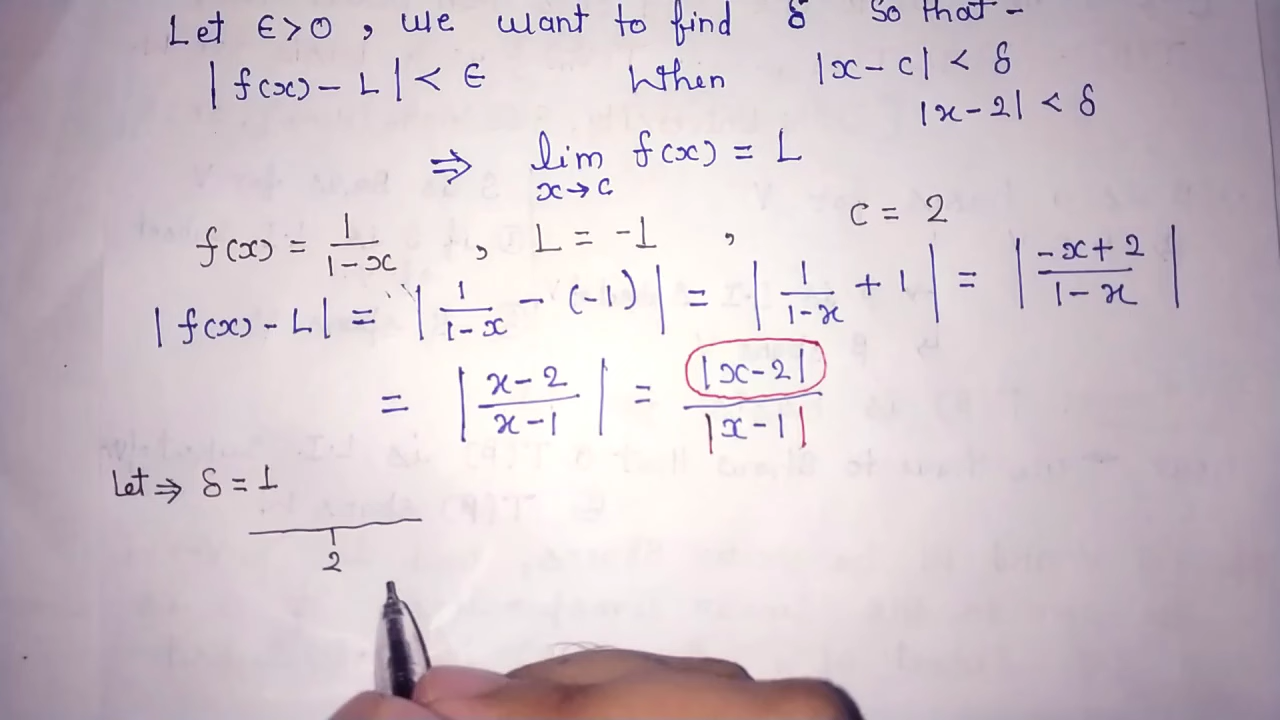 Let ∈>0, we want to find δ so that -
|f(x) - L| < ∈ When |x - c| < δ
|x - 2| < δ
⇒ lim f(x) = L
x→c
f(x) = 1/(1-x) , L = -1 , c = 2
|f(x) - L| = |1/(1-x) - (-1)| = |1/(1-x) + 1| = |(-x+2)/(1-x)|
= |(x-2)/(x-1)| = |x-2|/|x-1|
Let ⇒ δ = 1
2